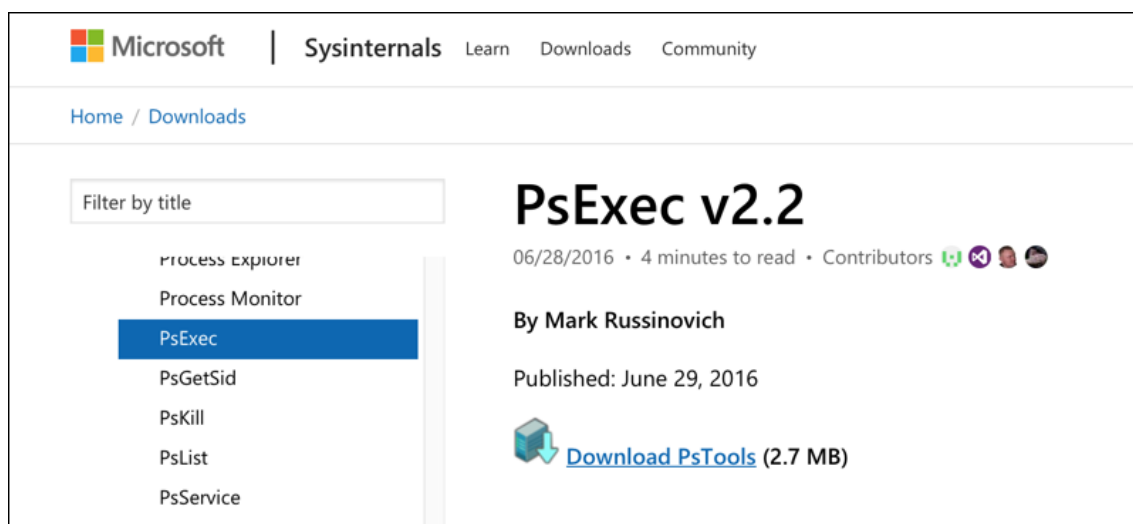 Microsoft | Sysinternals Learn Downloads Community
Home / Downloads
Filter by title
Process Explorer
Process Monitor
PsExec
PsGetSid
PsKill
PsList
PsService
PsExec v2.2
06/28/2016 • 4 minutes to read • Contributors
By Mark Russinovich
Published: June 29, 2016
Download PsTools (2.7 MB)